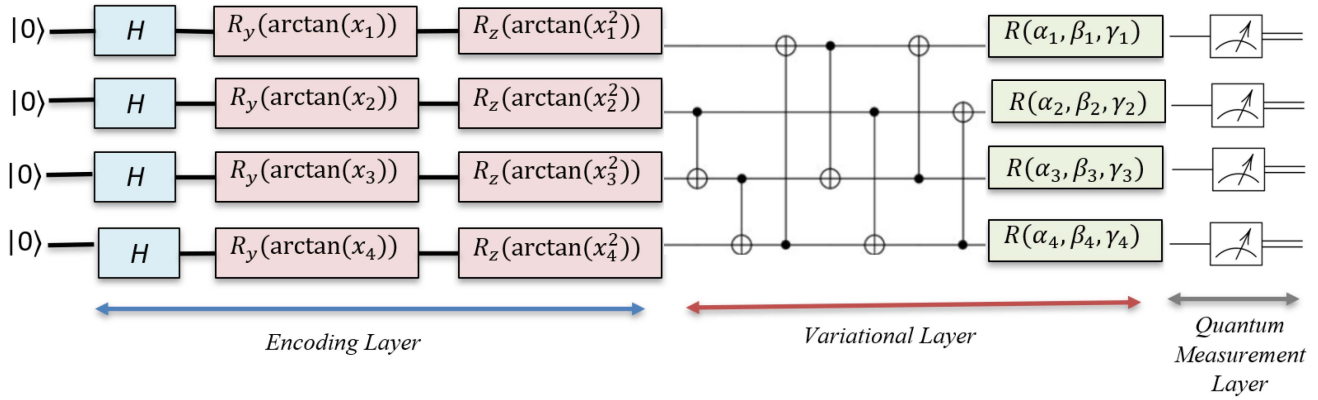 |0⟩ H R_y(arctan(x_1)) R_z(arctan(x_1^2)) R(α_1, β_1, γ_1)
|0⟩ H R_y(arctan(x_2)) R_z(arctan(x_2^2)) R(α_2, β_2, γ_2)
|0⟩ H R_y(arctan(x_3)) R_z(arctan(x_3^2)) R(α_3, β_3, γ_3)
|0⟩ H R_y(arctan(x_4)) R_z(arctan(x_4^2)) R(α_4, β_4, γ_4)
Encoding Layer
Variational Layer
Quantum
Measurement
Layer